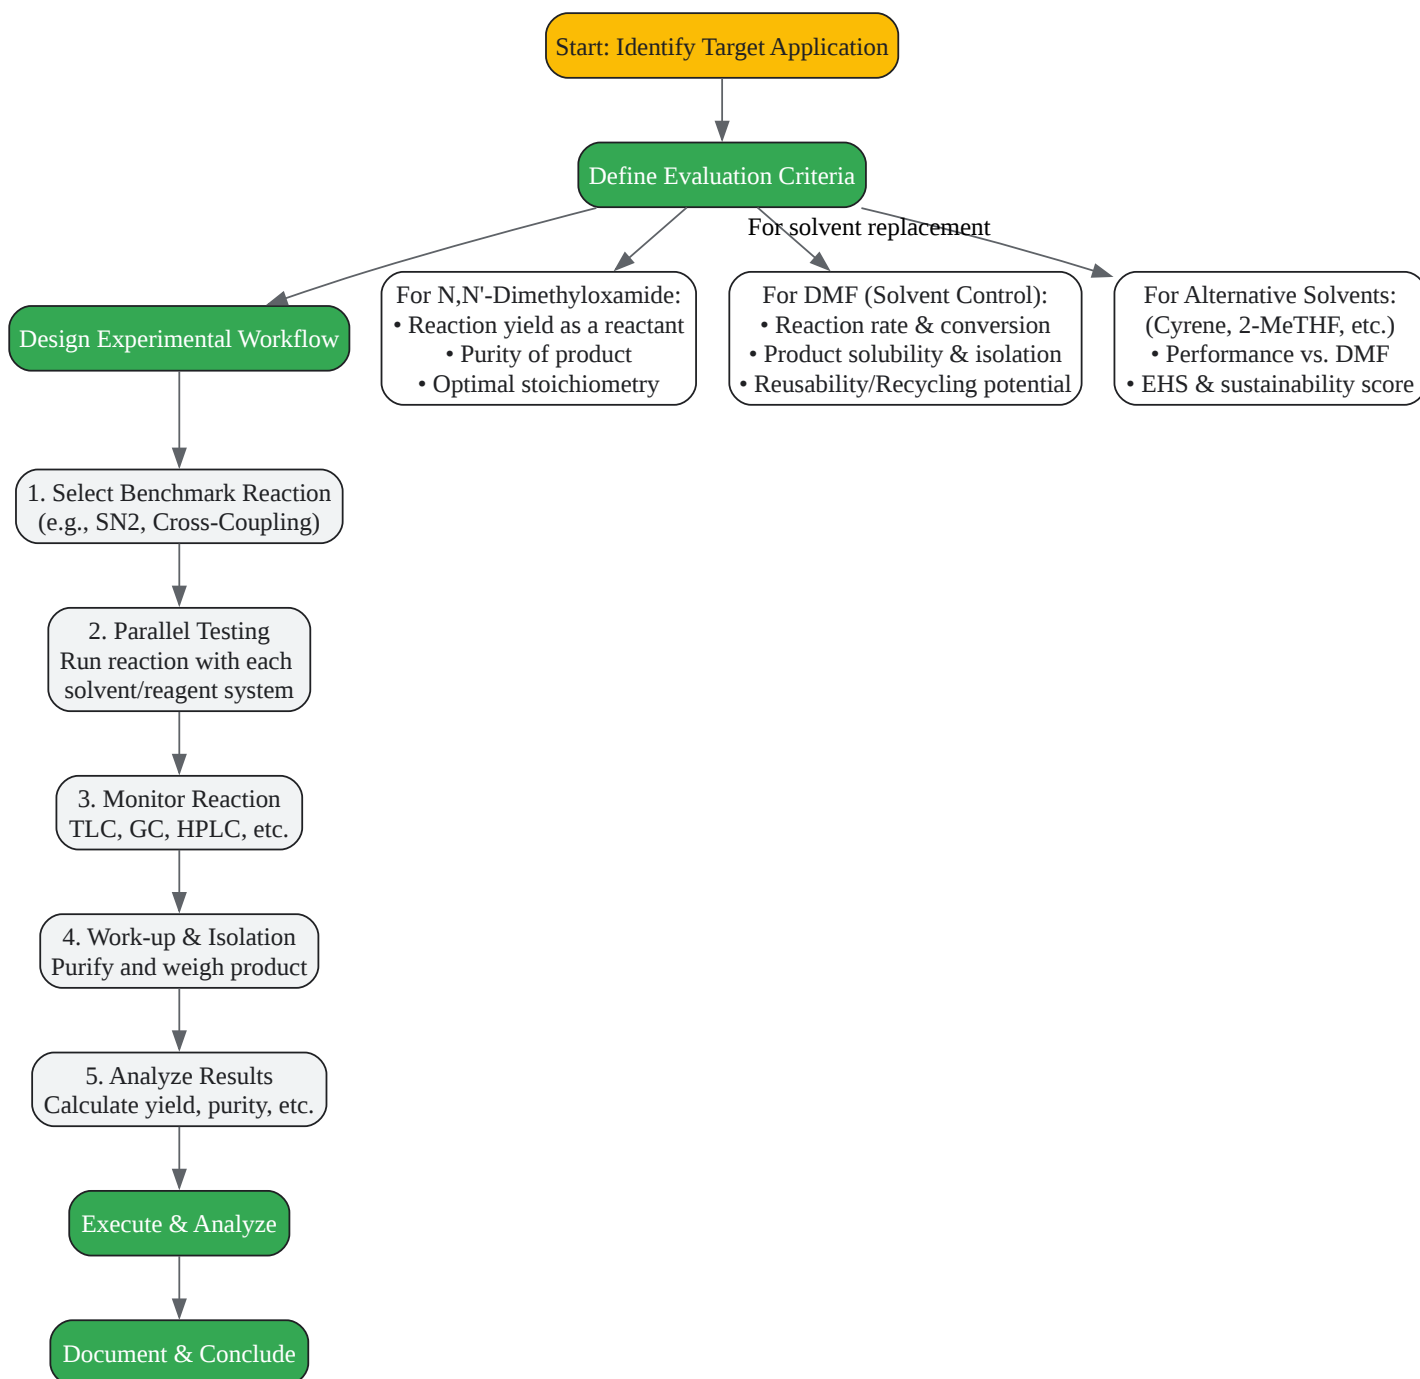 Start: Identify Target Application
Define Evaluation Criteria
For solvent replacement
Design Experimental Workflow
For N,N'-Dimethyloxamide:
• Reaction yield as a reactant
• Purity of product
• Optimal stoichiometry
For DMF (Solvent Control):
• Reaction rate & conversion
• Product solubility & isolation
• Reusability/Recycling potential
For Alternative Solvents:
(Cyrene, 2-MeTHF, etc.)
• Performance vs. DMF
• EHS & sustainability score
1. Select Benchmark Reaction
(e.g., SN2, Cross-Coupling)
2. Parallel Testing
Run reaction with each
solvent/reagent system
3. Monitor Reaction
TLC, GC, HPLC, etc.
4. Work-up & Isolation
Purify and weigh product
5. Analyze Results
Calculate yield, purity, etc.
Execute & Analyze
Document & Conclude